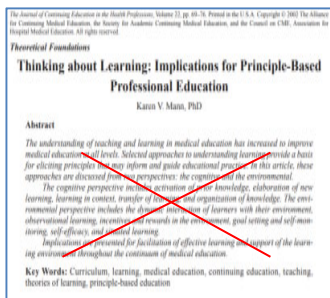 The Journal of Continuing Education in the Health Professions, Volume 22, pp. 69–76. Printed in the U.S.A. Copyright © 2002 The Alliance
for Continuing Medical Education, the Society for Academic Continuing Medical Education, and the Council on CME, Association for
Hospital Medical Education. All rights reserved.
Theoretical Foundations
Thinking about Learning: Implications for Principle-Based
Professional Education
Karen V. Mann, PhD
Abstract
The understanding of teaching and learning in medical education has increased to improve
medical education at all levels. Selected approaches to understanding learning provide a basis
for eliciting principles that may inform and guide educational practice. In this article, these
approaches are discussed from two perspectives: the cognitive and the environmental.
The cognitive perspective includes activation of prior knowledge, elaboration of new
learning, learning in context, transfer of learning, and organization of knowledge. The envi-
ronmental perspective includes the dynamic interaction of learners with their environment,
observational learning, incentives and rewards in the environment, goal setting and self-mon-
itoring, self-efficacy, and situated learning.
Implications are presented for facilitation of effective learning and support of the learn-
ing environment throughout the continuum of medical education.
Key Words: Curriculum, learning, medical education, continuing education, teaching,
theories of learning, principle-based education